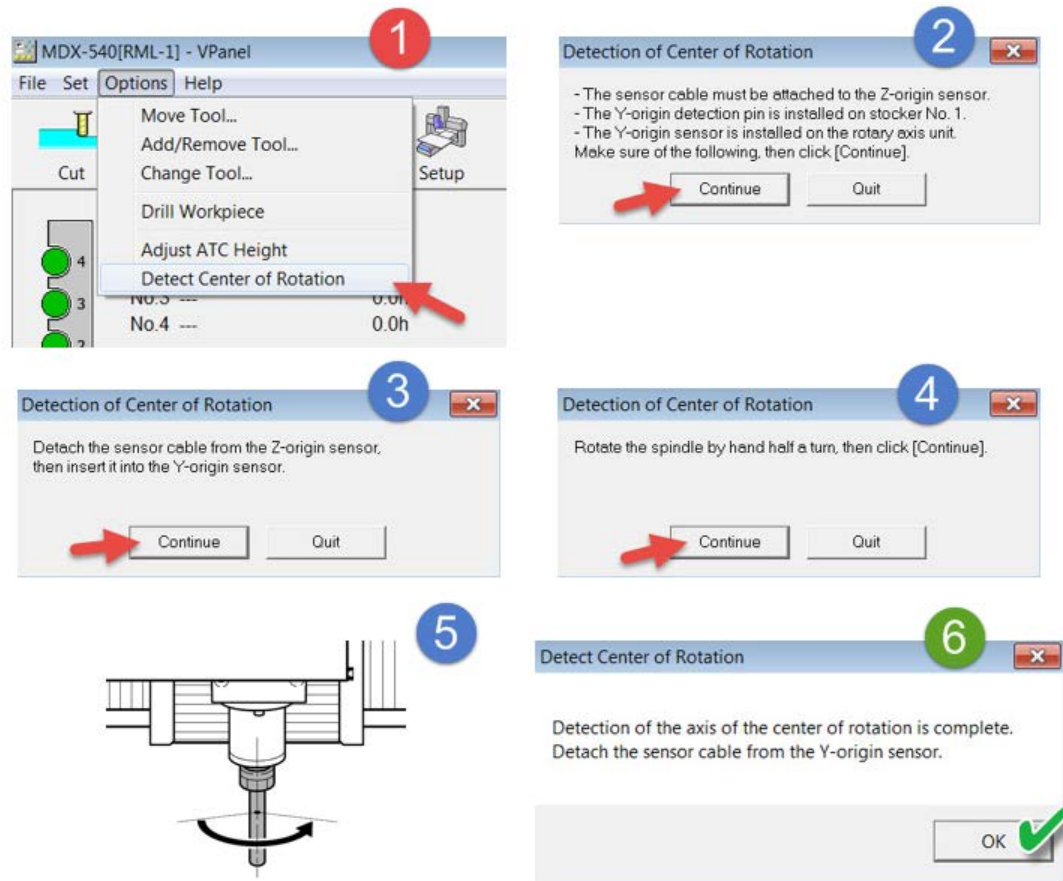 1
MDX-540[RML-1] - VPanel
File Set Options Help
Move Tool...
Add/Remove Tool...
Change Tool...
Drill Workpiece
Adjust ATC Height
Detect Center of Rotation
Cut
Setup
4
3
2
No.3 ---
No.4 --- 0.0h
2
Detection of Center of Rotation
- The sensor cable must be attached to the Z-origin sensor.
- The Y-origin detection pin is installed on stocker No. 1.
- The Y-origin sensor is installed on the rotary axis unit.
Make sure of the following, then click [Continue].
Continue Quit
3
Detection of Center of Rotation
Detach the sensor cable from the Z-origin sensor,
then insert it into the Y-origin sensor.
Continue Quit
4
Detection of Center of Rotation
Rotate the spindle by hand half a turn, then click [Continue].
Continue Quit
5
6
Detect Center of Rotation
Detection of the axis of the center of rotation is complete.
Detach the sensor cable from the Y-origin sensor.
OK